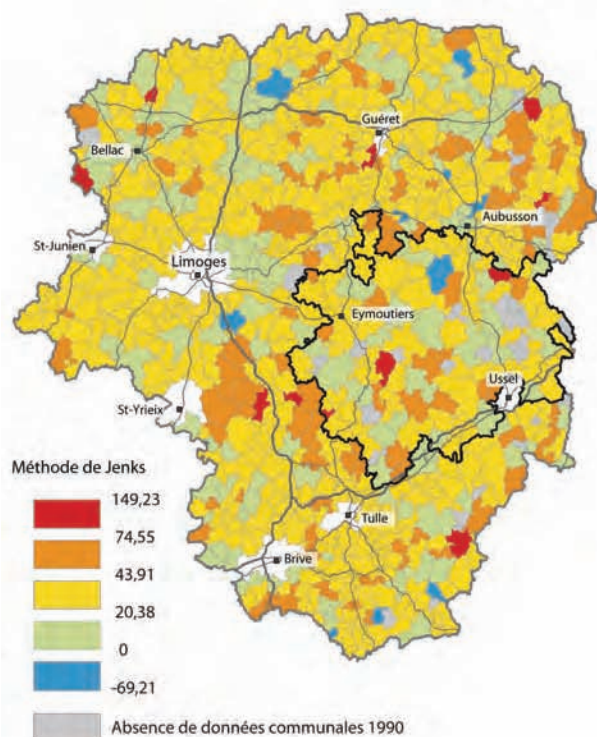 Guéret
Bellac
Aubusson
St-Junien
Limoges
Eymoutiers
Ussel
St-Yrieix
Méthode de Jenks
149,23
74,55
Tulle
43,91
Brive
20,38
0
-69,21
Absence de données communales 1990